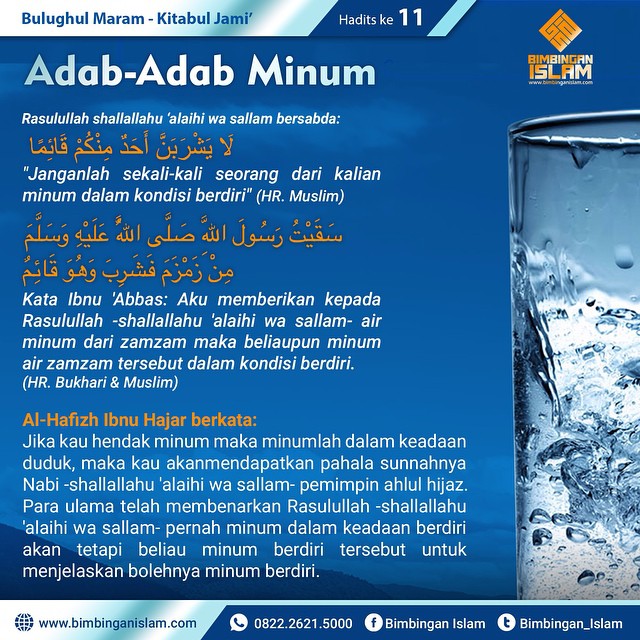 Bulughul Maram - Kitabul Jami'
Hadits ke 11
BIMBINGAN
ISLAM
www.bimbinganislam.com
Adab-Adab Minum
Rasulullah shallallahu 'alaihi wa sallam bersabda:
لَا يَشْرَبَنَّ أَحَدٌ مِنْكُمْ قَائِمًا
"Janganlah sekali-kali seorang dari kalian
minum dalam kondisi berdiri" (HR. Muslim)
سَقَيْتُ رَسُولَ اللَّهِ صَلَّى اللَّهُ عَلَيْهِ وَسَلَّمَ
مِنْ زَمْزَمَ فَشَرِبَ وَهُوَ قَائِمٌ
Kata Ibnu 'Abbas: Aku memberikan kepada
Rasulullah -shallallahu 'alaihi wa sallam- air
minum dari zamzam maka beliaupun minum
air zamzam tersebut dalam kondisi berdiri.
(HR. Bukhari & Muslim)
Al-Hafizh Ibnu Hajar berkata:
Jika kau hendak minum maka minumlah dalam keadaan
duduk, maka kau akanmendapatkan pahala sunnahnya
Nabi -shallallahu 'alaihi wa sallam- pemimpin ahlul hijaz.
Para ulama telah membenarkan Rasulullah -shallallahu
'alaihi wa sallam- pernah minum dalam keadaan berdiri
akan tetapi beliau minum berdiri tersebut untuk
menjelaskan bolehnya minum berdiri.
www.bimbinganislam.com
0822.2621.5000
Bimbingan Islam
Bimbingan_Islam